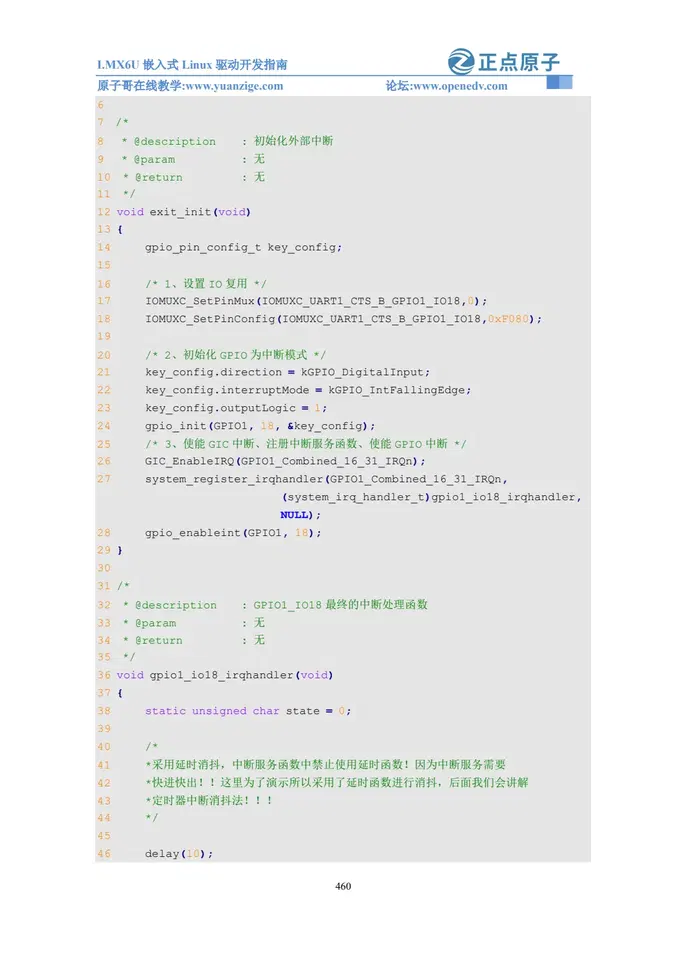 I.MX6U 嵌入式 Linux 驱动开发指南
正点原子
原子哥在线教学:www.yuanzige.com 论坛:www.openedv.com
6
7 /*
8 * @description : 初始化外部中断
9 * @param : 无
10 * @return : 无
11 */
12 void exit_init(void)
13 {
14 gpio_pin_config_t key_config;
15
16 /* 1、设置 IO 复用 */
17 IOMUXC_SetPinMux(IOMUXC_UART1_CTS_B_GPIO1_IO18,0);
18 IOMUXC_SetPinConfig(IOMUXC_UART1_CTS_B_GPIO1_IO18,0xF080);
19
20 /* 2、初始化 GPIO 为中断模式 */
21 key_config.direction = kGPIO_DigitalInput;
22 key_config.interruptMode = kGPIO_IntFallingEdge;
23 key_config.outputLogic = 1;
24 gpio_init(GPIO1, 18, &key_config);
25 /* 3、使能 GIC 中断、注册中断服务函数、使能 GPIO 中断 */
26 GIC_EnableIRQ(GPIO1_Combined_16_31_IRQn);
27 system_register_irqhandler(GPIO1_Combined_16_31_IRQn,
(system_irq_handler_t)gpio1_io18_irqhandler,
NULL);
28 gpio_enableint(GPIO1, 18);
29 }
30
31 /*
32 * @description : GPIO1_IO18 最终的中断处理函数
33 * @param : 无
34 * @return : 无
35 */
36 void gpio1_io18_irqhandler(void)
37 {
38 static unsigned char state = 0;
39
40 /*
41 *采用延时消抖，中断服务函数中禁止使用延时函数！因为中断服务需要
42 *快进快出！！这里为了演示所以采用了延时函数进行消抖，后面我们会讲解
43 *定时器中断消抖法！！！
44 */
45
46 delay(10);
460